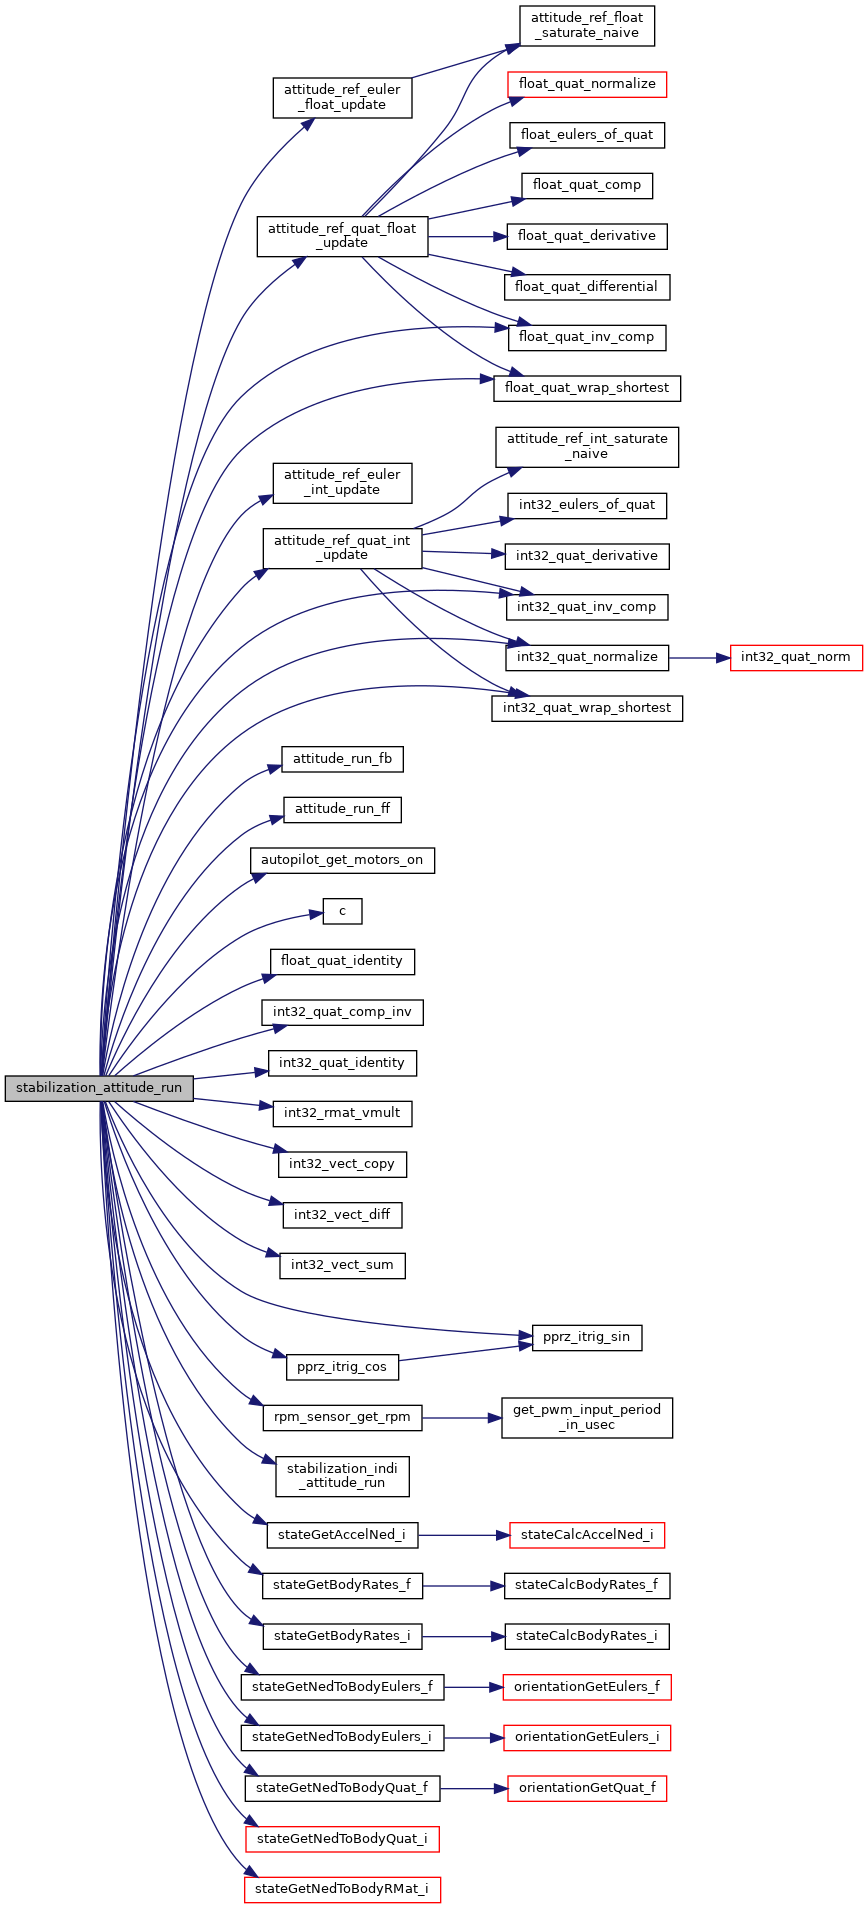 attitude_ref_float
_saturate_naive
attitude_ref_euler
_float_update
float_quat_normalize
float_eulers_of_quat
float_quat_comp
attitude_ref_quat_float
_update
float_quat_derivative
float_quat_differential
float_quat_inv_comp
float_quat_wrap_shortest
attitude_ref_int_saturate
_naive
attitude_ref_euler
_int_update
int32_eulers_of_quat
attitude_ref_quat_int
_update
int32_quat_derivative
int32_quat_inv_comp
int32_quat_normalize
int32_quat_norm
int32_quat_wrap_shortest
attitude_run_fb
attitude_run_ff
autopilot_get_motors_on
c
float_quat_identity
int32_quat_comp_inv
int32_quat_identity
stabilization_attitude_run
int32_rmat_vmult
int32_vect_copy
int32_vect_diff
int32_vect_sum
pprz_itrig_sin
pprz_itrig_cos
rpm_sensor_get_rpm
get_pwm_input_period
_in_usec
stabilization_indi
_attitude_run
stateGetAccelNed_i
stateCalcAccelNed_i
stateGetBodyRates_f
stateCalcBodyRates_f
stateGetBodyRates_i
stateCalcBodyRates_i
stateGetNedToBodyEulers_f
orientationGetEulers_f
stateGetNedToBodyEulers_i
orientationGetEulers_i
stateGetNedToBodyQuat_f
orientationGetQuat_f
stateGetNedToBodyQuat_i
stateGetNedToBodyRMat_i